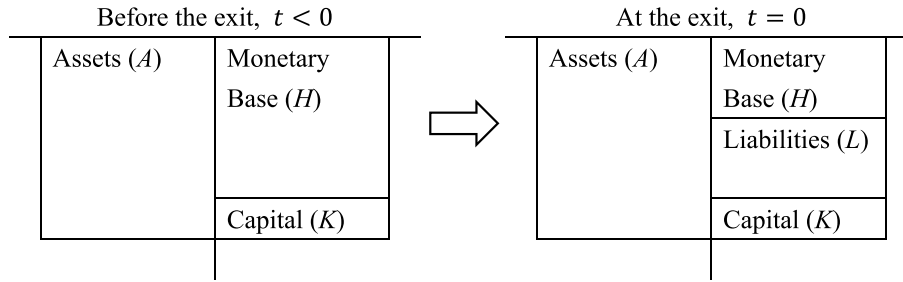 Before the exit, t < 0
Assets (A)
Monetary
Base (H)
Capital (K)
At the exit, t = 0
Assets (A)
Monetary
Base (H)
Liabilities (L)
Capital (K)